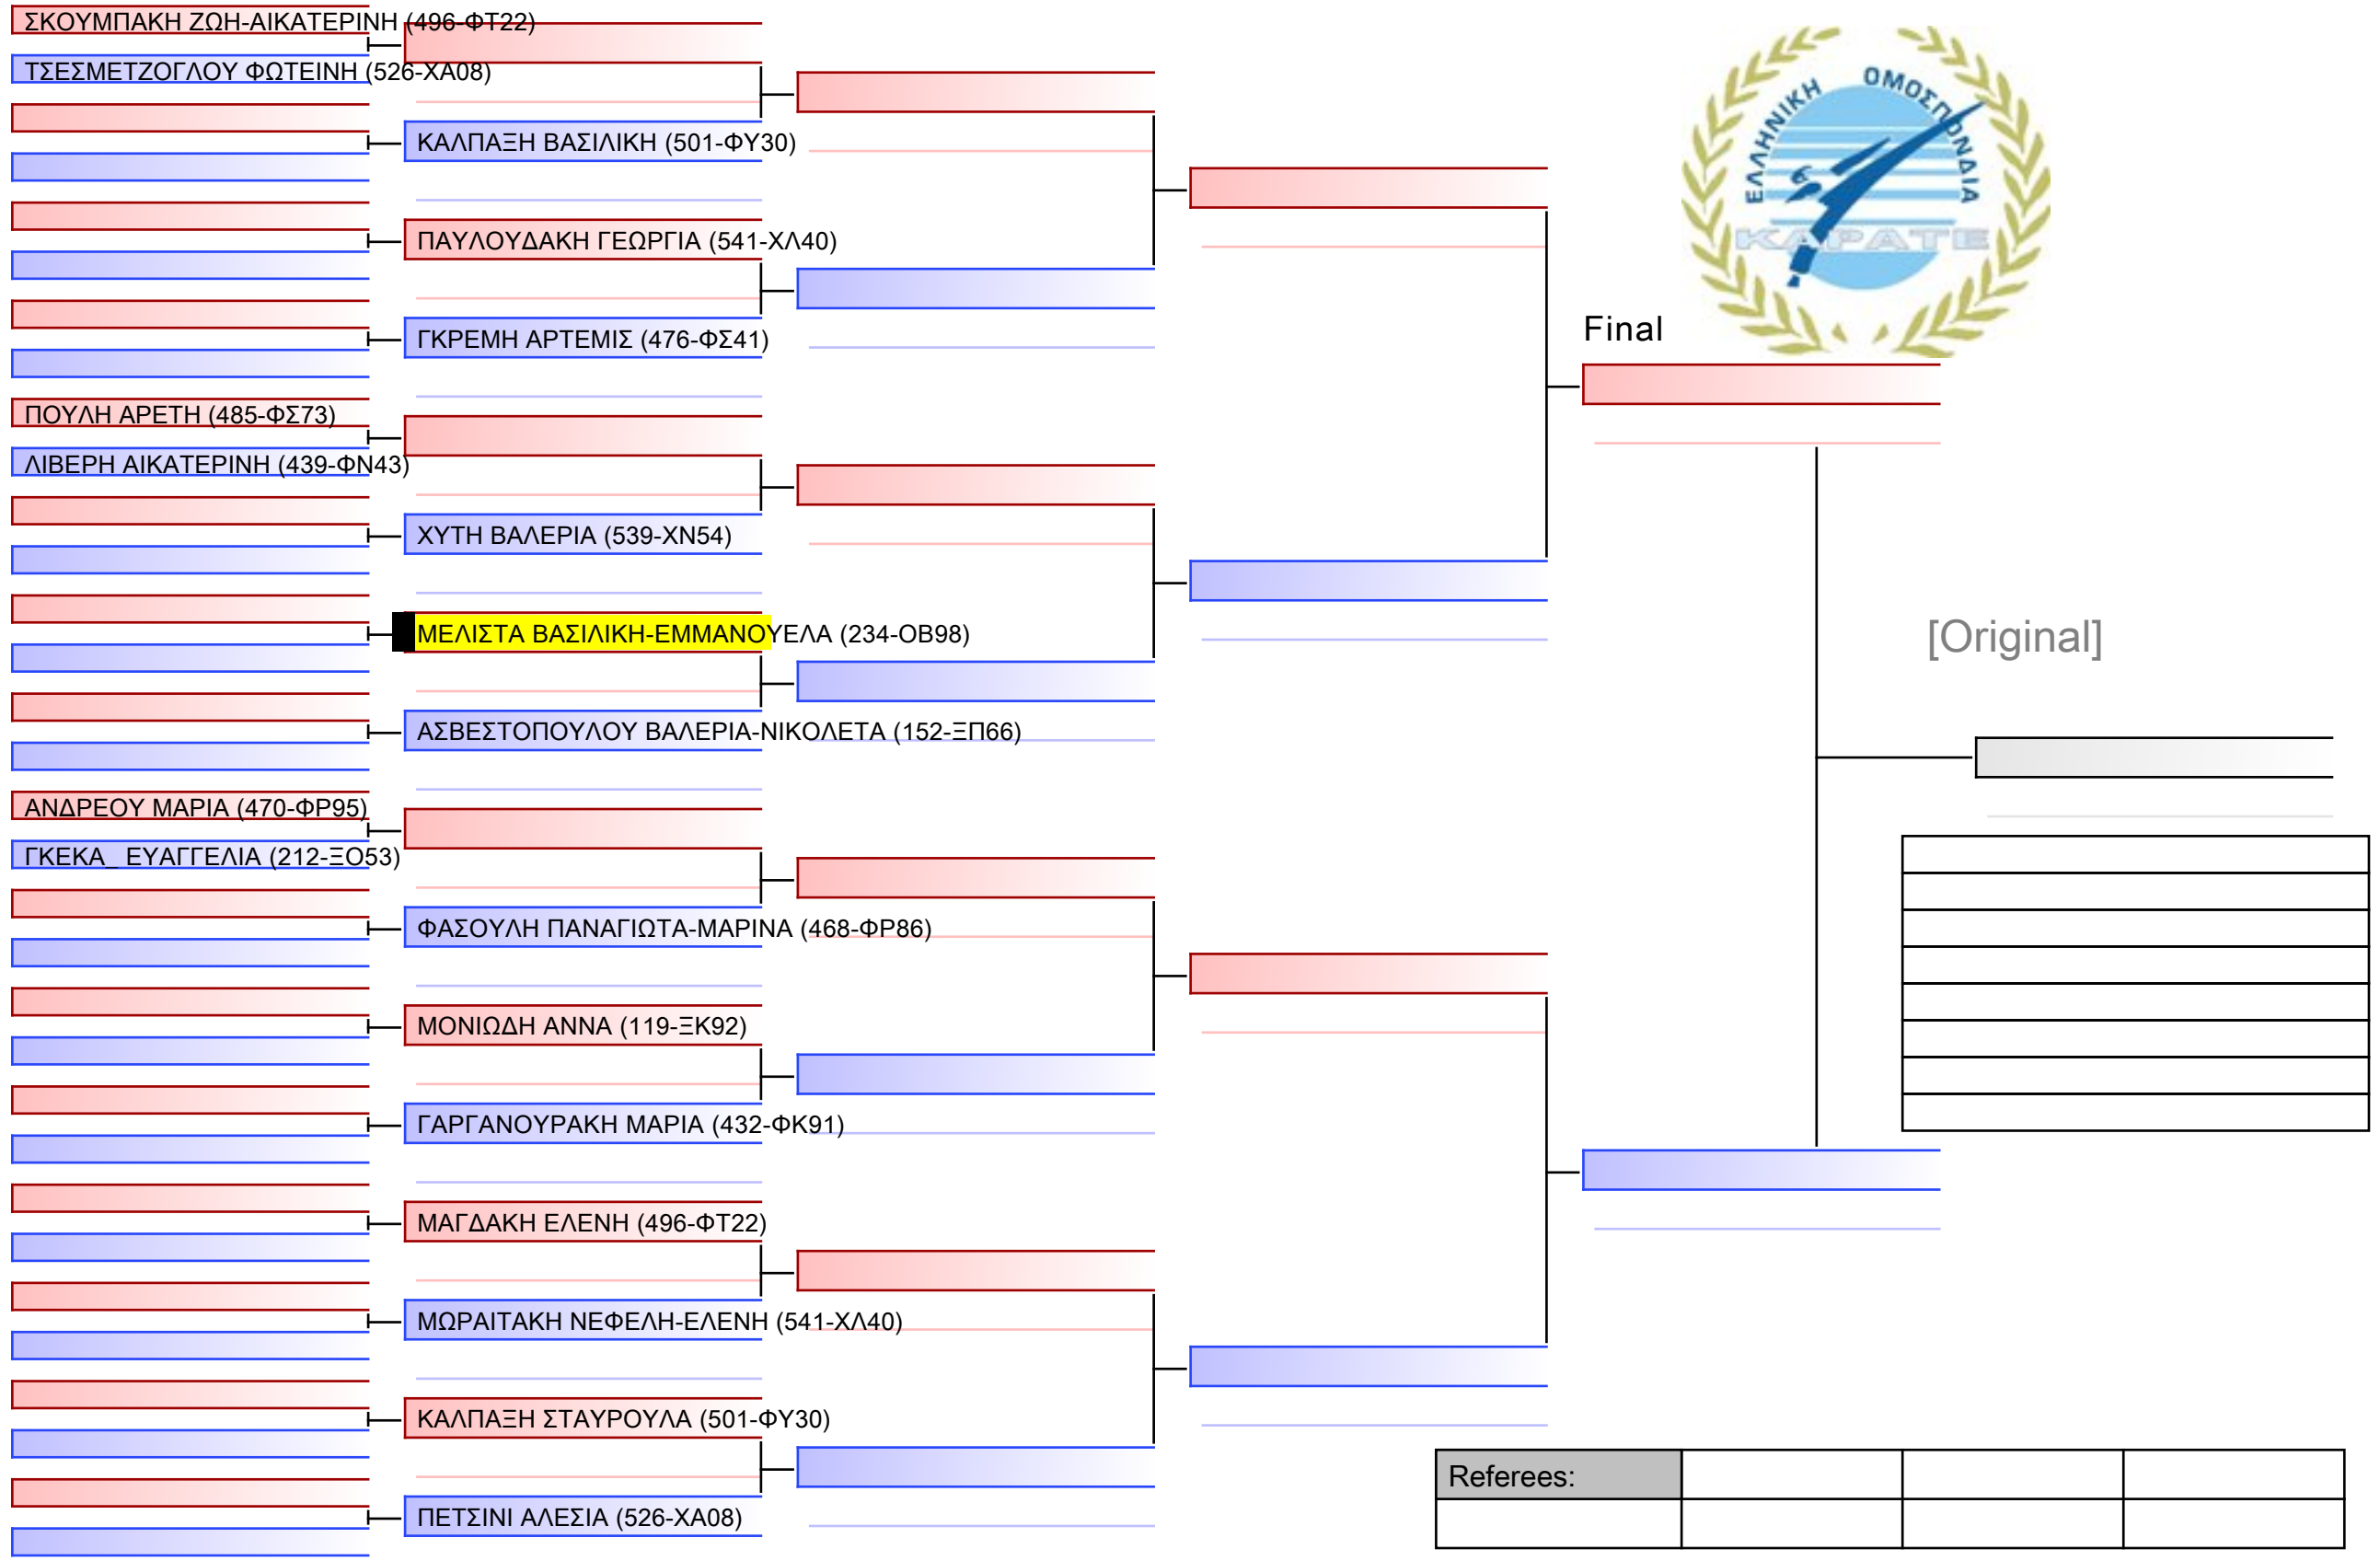 ΣΚΟΥΜΠΑΚΗ ΖΩΗ-ΑΙΚΑΤΕΡΙΝΗ (496-ΦΤ22)
ΤΣΕΣΜΕΤΖΟΓΛΟΥ ΦΩΤΕΙΝΗ (526-ΧΑ08)
ΚΑΛΠΑΞΗ ΒΑΣΙΛΙΚΗ (501-ΦΥ30)
ΠΑΥΛΟΥΔΑΚΗ ΓΕΩΡΓΙΑ (541-ΧΛ40)
ΓΚΡΕΜΗ ΑΡΤΕΜΙΣ (476-ΦΣ41)
ΠΟΥΛΗ ΑΡΕΤΗ (485-ΦΣ73)
ΛΙΒΕΡΗ ΑΙΚΑΤΕΡΙΝΗ (439-ΦΝ43)
ΧΥΤΗ ΒΑΛΕΡΙΑ (539-ΧΝ54)
ΜΕΛΙΣΤΑ ΒΑΣΙΛΙΚΗ-ΕΜΜΑΝΟΥΕΛΑ (234-ΟΒ98)
ΑΣΒΕΣΤΟΠΟΥΛΟΥ ΒΑΛΕΡΙΑ-ΝΙΚΟΛΕΤΑ (152-ΞΠ66)
ΑΝΔΡΕΟΥ ΜΑΡΙΑ (470-ΦΡ95)
ΓΚΕΚΑ_ ΕΥΑΓΓΕΛΙΑ (212-ΞΟ53)
ΦΑΣΟΥΛΗ ΠΑΝΑΓΙΩΤΑ-ΜΑΡΙΝΑ (468-ΦΡ86)
ΜΟΝΙΩΔΗ ΑΝΝΑ (119-ΞΚ92)
ΓΑΡΓΑΝΟΥΡΑΚΗ ΜΑΡΙΑ (432-ΦΚ91)
ΜΑΓΔΑΚΗ ΕΛΕΝΗ (496-ΦΤ22)
ΜΩΡΑΙΤΑΚΗ ΝΕΦΕΛΗ-ΕΛΕΝΗ (541-ΧΛ40)
ΚΑΛΠΑΞΗ ΣΤΑΥΡΟΥΛΑ (501-ΦΥ30)
ΠΕΤΣΙΝΙ ΑΛΕΣΙΑ (526-ΧΑ08)
ΕΛΛΗΝΙΚΗ ΟΜΟΣΠΟΝΔΙΑ
ΚΑΡΑΤΕ
Final
[Original]
Referees: